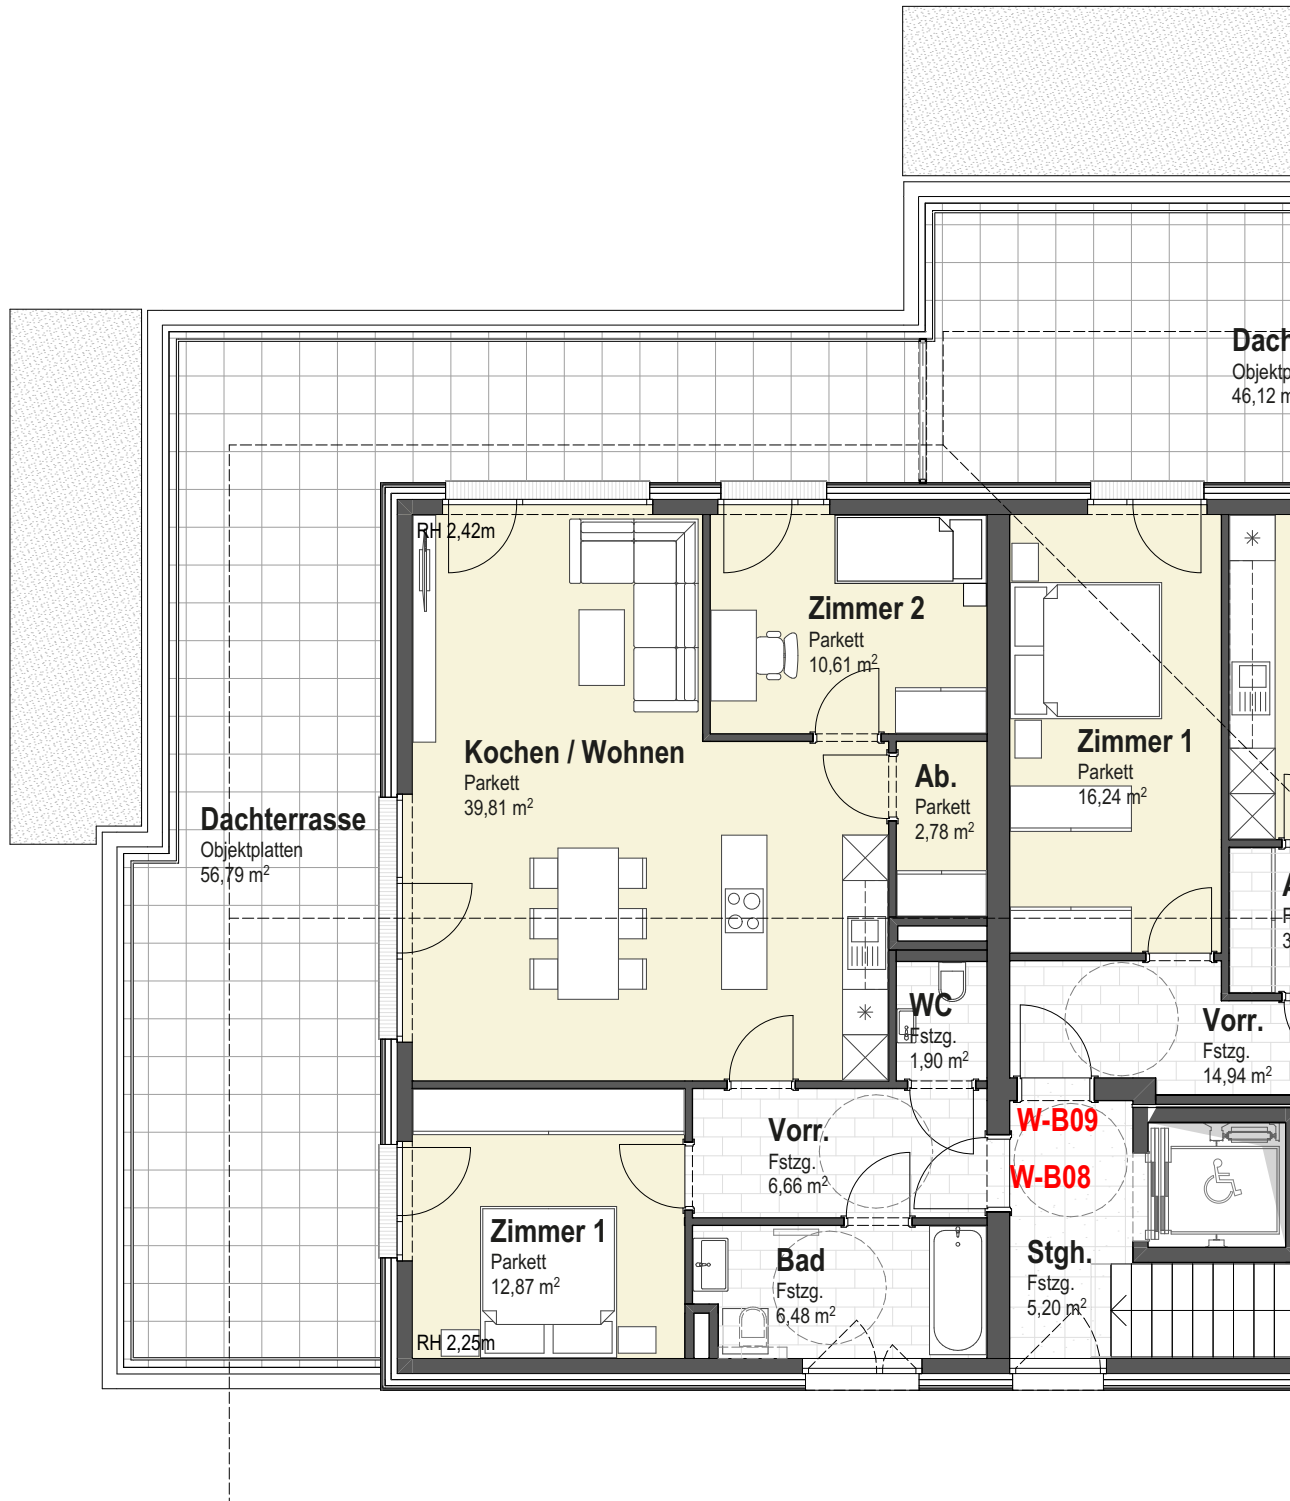 Dach
Objektp
46,12 m
RH 2,42m
Zimmer 2
Parkett
10,61 m²
Kochen / Wohnen
Parkett
39,81 m²
Zimmer 1
Parkett
16,24 m²
Ab.
Parkett
2,78 m²
Dachterrasse
Objektplatten
56,79 m²
WC
Fstzg.
1,90 m²
Vorr.
Fstzg.
14,94 m²
W-B09
W-B08
Vorr.
Fstzg.
6,66 m²
Zimmer 1
Parkett
12,87 m²
RH 2,25m
Bad
Fstzg.
6,48 m²
Stgh.
Fstzg.
5,20 m²